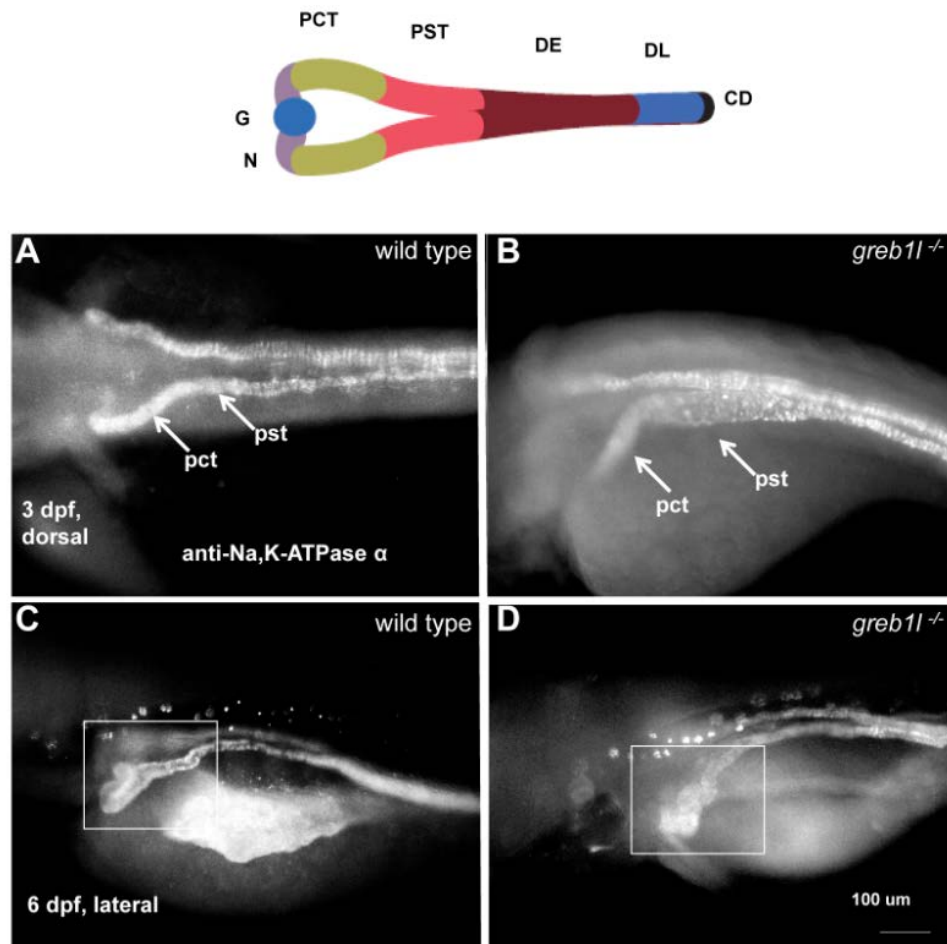 PCT
PST
DE
DL
CD
G
N
A
wild type
pct
pst
3 dpf,
dorsal
anti-Na,K-ATPase α
B
greb1l -/-
pct
pst
C
wild type
6 dpf, lateral
D
greb1l -/-
100 um